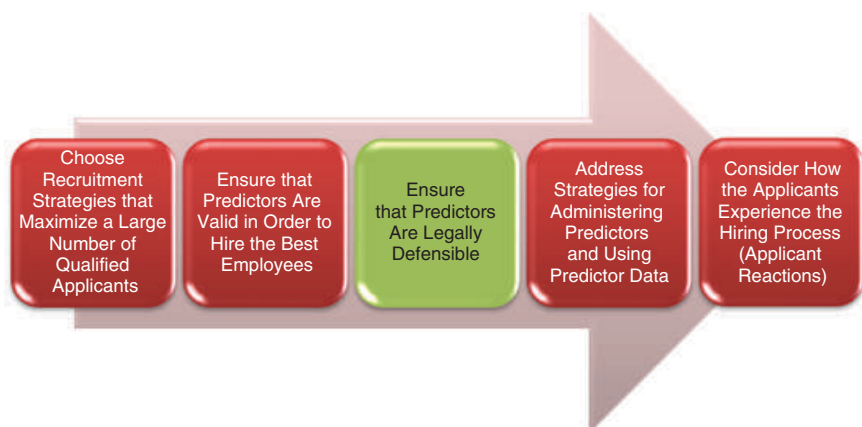 Choose
Recruitment
Strategies that
Maximize a Large
Number of
Qualified
Applicants
Ensure that
Predictors Are
Valid in Order to
Hire the Best
Employees
Ensure
that Predictors
Are Legally
Defensible
Address
Strategies for
Administering
Predictors
and Using
Predictor Data
Consider How
the Applicants
Experience the
Hiring Process
(Applicant
Reactions)